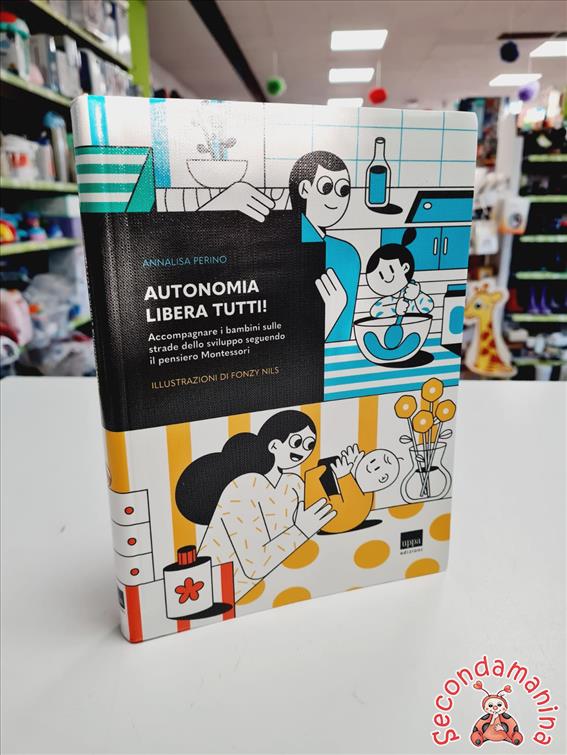 ANNALISA PERINO
AUTONOMIA
LIBERA TUTTI!
Accompagnare i bambini sulle
strade dello sviluppo seguendo
il pensiero Montessori
ILLUSTRAZIONI DI FONZY NILS
uppa
edizioni
Secondamanina